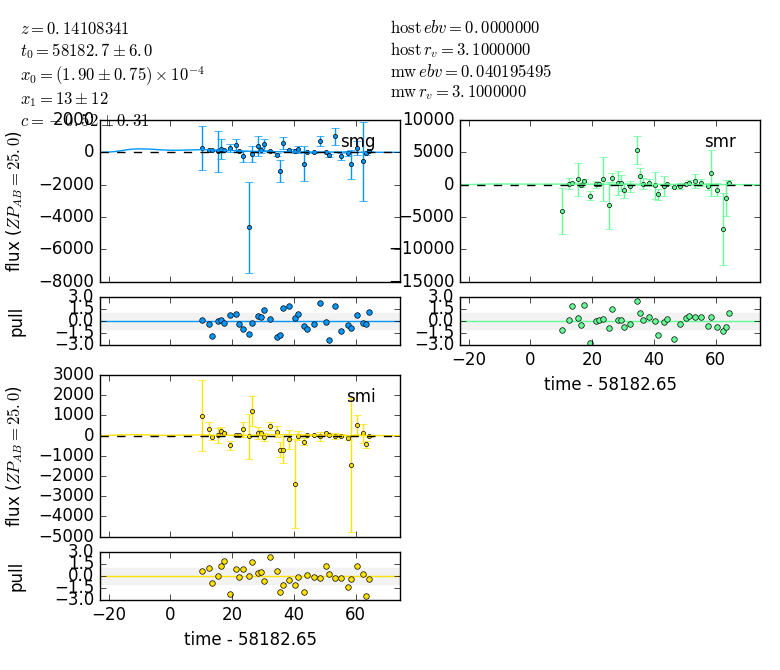 z = 0.14108341
t₀ = 58182.7 ± 6.0
x₀ = (1.90 ± 0.75) × 10⁻⁴
x₁ = 13 ± 12
c = −0.52 ± 0.31
host ebv = 0.0000000
host r_v = 3.1000000
mw ebv = 0.040195495
mw r_v = 3.1000000
smg
2000
0
−2000
−4000
−6000
−8000
flux (ZP_AB = 25.0)
3.0
1.5
0.0
−1.5
−3.0
pull
smr
10000
5000
0
−5000
−10000
−15000
3.0
1.5
0.0
−1.5
−3.0
−20 0 20 40 60
time - 58182.65
smi
3000
2000
1000
0
−1000
−2000
−3000
−4000
−5000
flux (ZP_AB = 25.0)
3.0
1.5
0.0
−1.5
−3.0
pull
−20 0 20 40 60
time - 58182.65